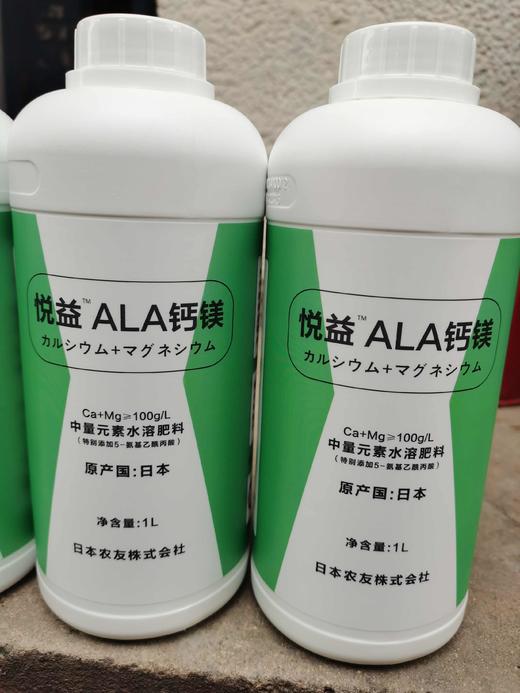 悦益™ ALA钙镁
カルシウム+マグネシウム
Ca+Mg≥100g/L
中量元素水溶肥料
(特别添加5-氨基乙酰丙酸)
原产国:日本
净含量:1L
日本农友株式会社
悦益™ ALA钙镁
カルシウム+マグネシウム
Ca+Mg≥100g/L
中量元素水溶肥料
(特别添加5-氨基乙酰丙酸)
原产国:日本
净含量:1L
日本农友株式会社